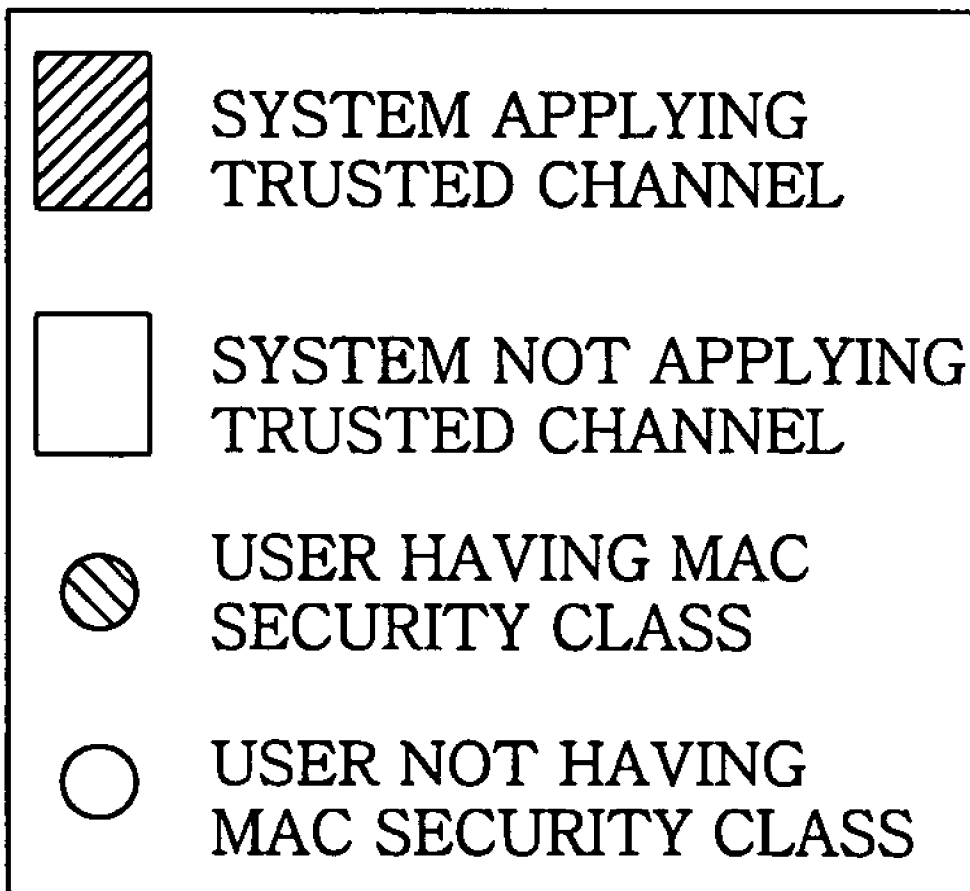 SYSTEM APPLYING
TRUSTED CHANNEL
SYSTEM NOT APPLYING
TRUSTED CHANNEL
USER HAVING MAC
SECURITY CLASS
USER NOT HAVING
MAC SECURITY CLASS